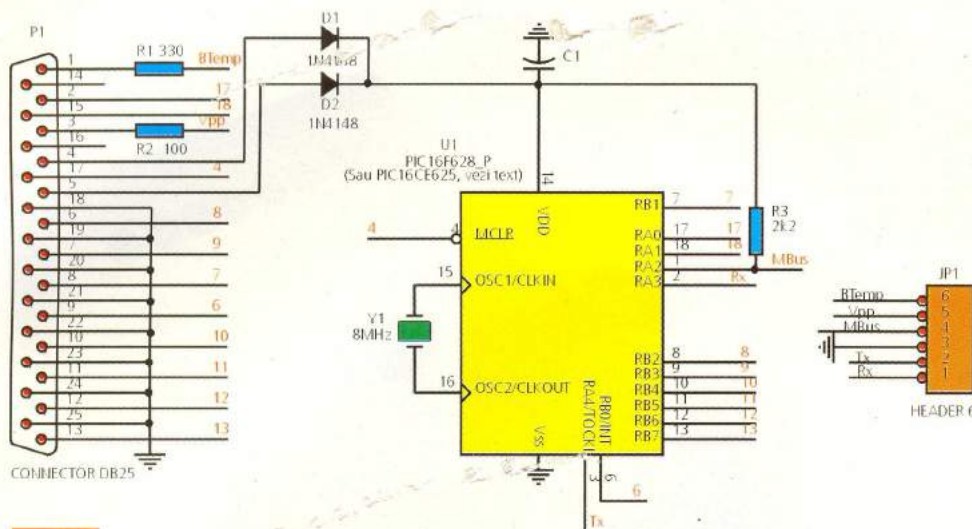 P1
1
14
2
15
3
16
4
17
5
18
6
19
7
20
8
21
9
22
10
23
11
24
12
25
13
CONNECTOR DB25
R1 330
BTemp
17
18
Vpp
R2 100
4
8
9
7
6
10
11
12
13
D1
1N4148
D2
1N4148
C1
U1
PIC16F628_P
(Sau PIC16CE625, vezi text)
14
VDD
4
4
MCLR
15
OSC1/CLKIN
Y1
8MHz
16
OSC2/CLKOUT
Vss
RA4/TOCKI
RB0/INT
3
6
6
Tx
RB1 7 7
RA0 17 17
RA1 18 18
RA2 1
RA3 2 Rx
RB2 8 8
RB3 9 9
RB4 10 10
RB5 11 11
RB6 12 12
RB7 13 13
R3
2k2
MBus
JP1
BTemp 6
Vpp 5
MBus 4
3
Tx 2
Rx 1
HEADER 6